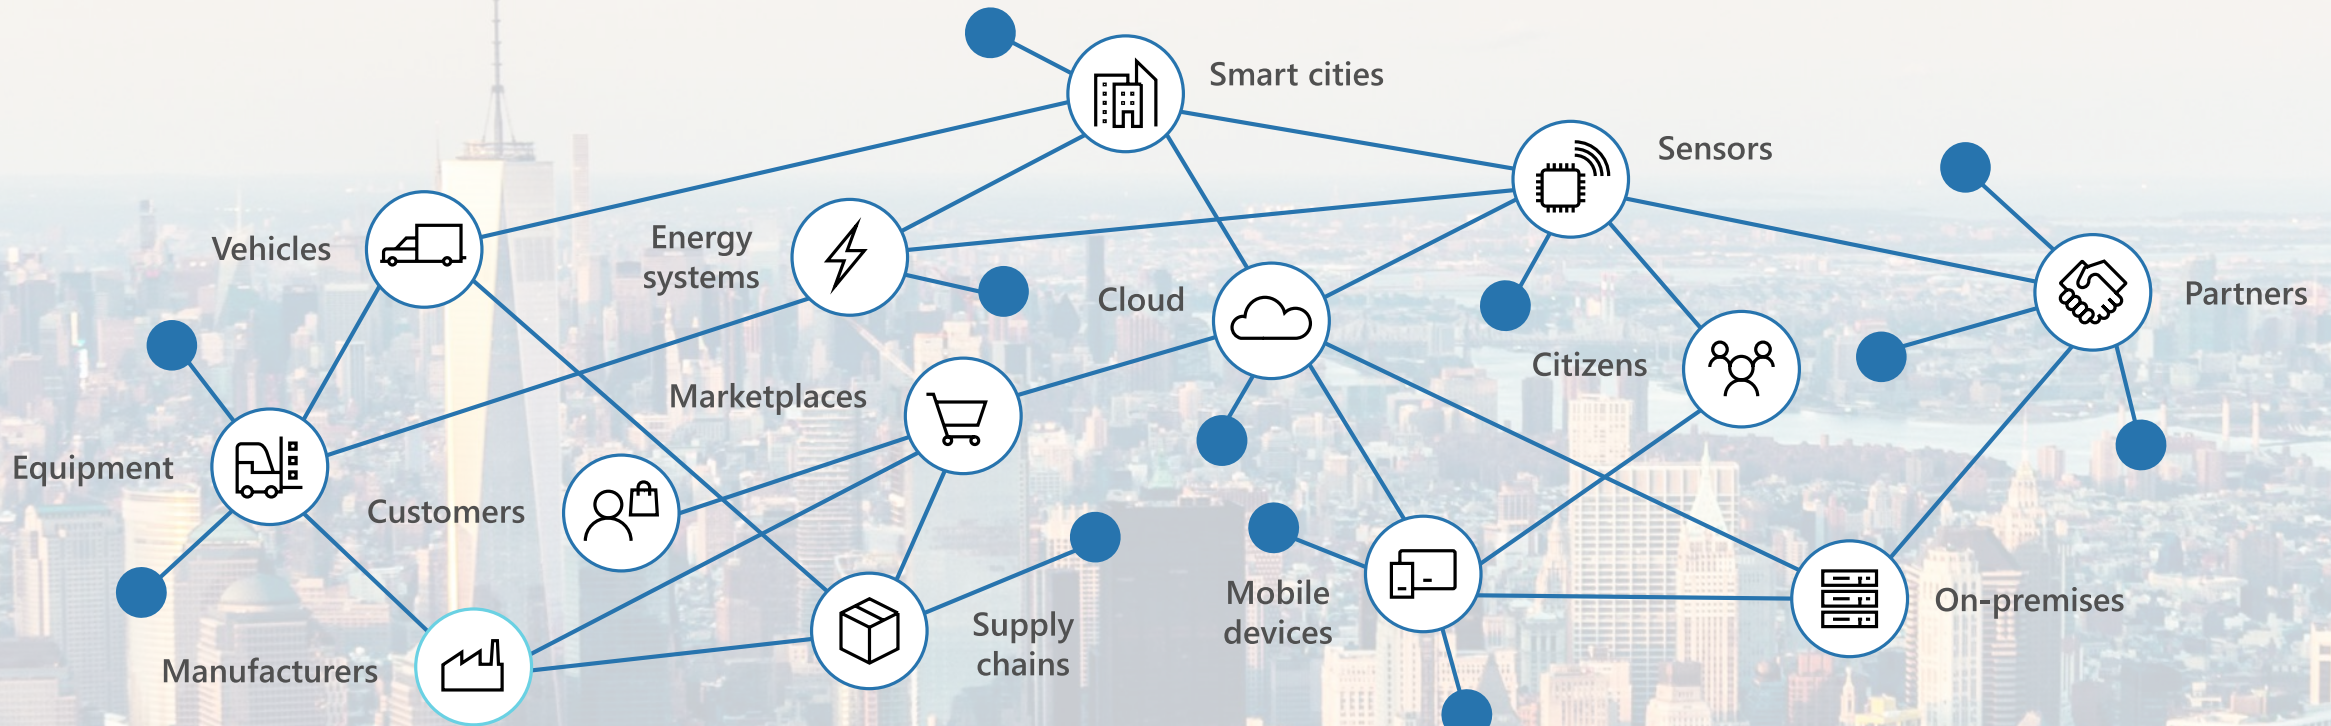 Smart cities
Sensors
Vehicles
Energy
systems
Cloud
Partners
Citizens
Marketplaces
Equipment
Customers
Mobile
devices
On-premises
Supply
chains
Manufacturers